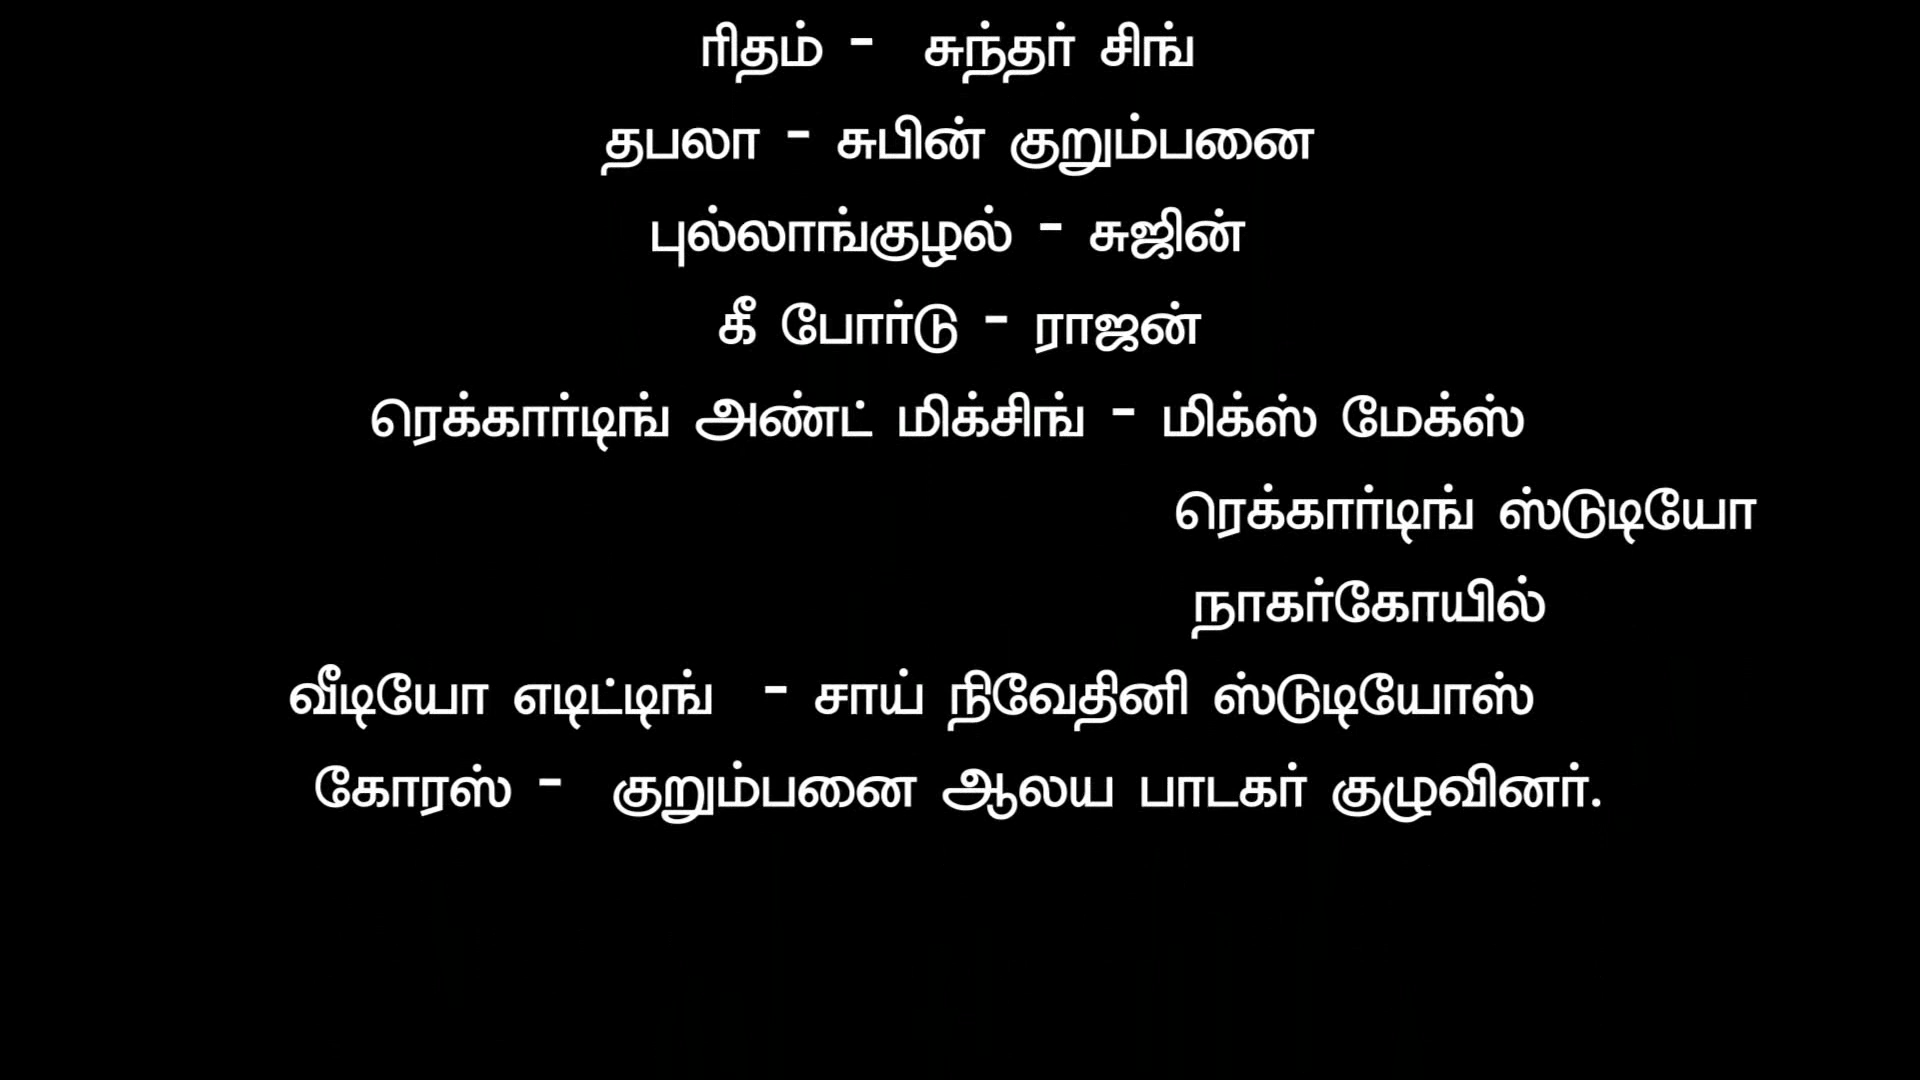 ரிதம் - சுந்தர் சிங்
தபலா - சுபின் குறும்பனை
புல்லாங்குழல் - சுஜின்
கீ போர்டு - ராஜன்
ரெக்கார்டிங் அண்ட் மிக்சிங் - மிக்ஸ் மேக்ஸ்
ரெக்கார்டிங் ஸ்டுடியோ
நாகர்கோயில்
வீடியோ எடிட்டிங் - சாய் நிவேதினி ஸ்டுடியோஸ்
கோரஸ் - குறும்பனை ஆலய பாடகர் குழுவினர்.